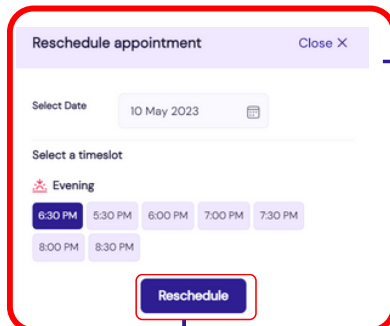 Reschedule appointment Close X
Select Date 10 May 2023
Select a timeslot
Evening
6:30 PM 5:30 PM 6:00 PM 7:00 PM 7:30 PM
8:00 PM 8:30 PM
Reschedule